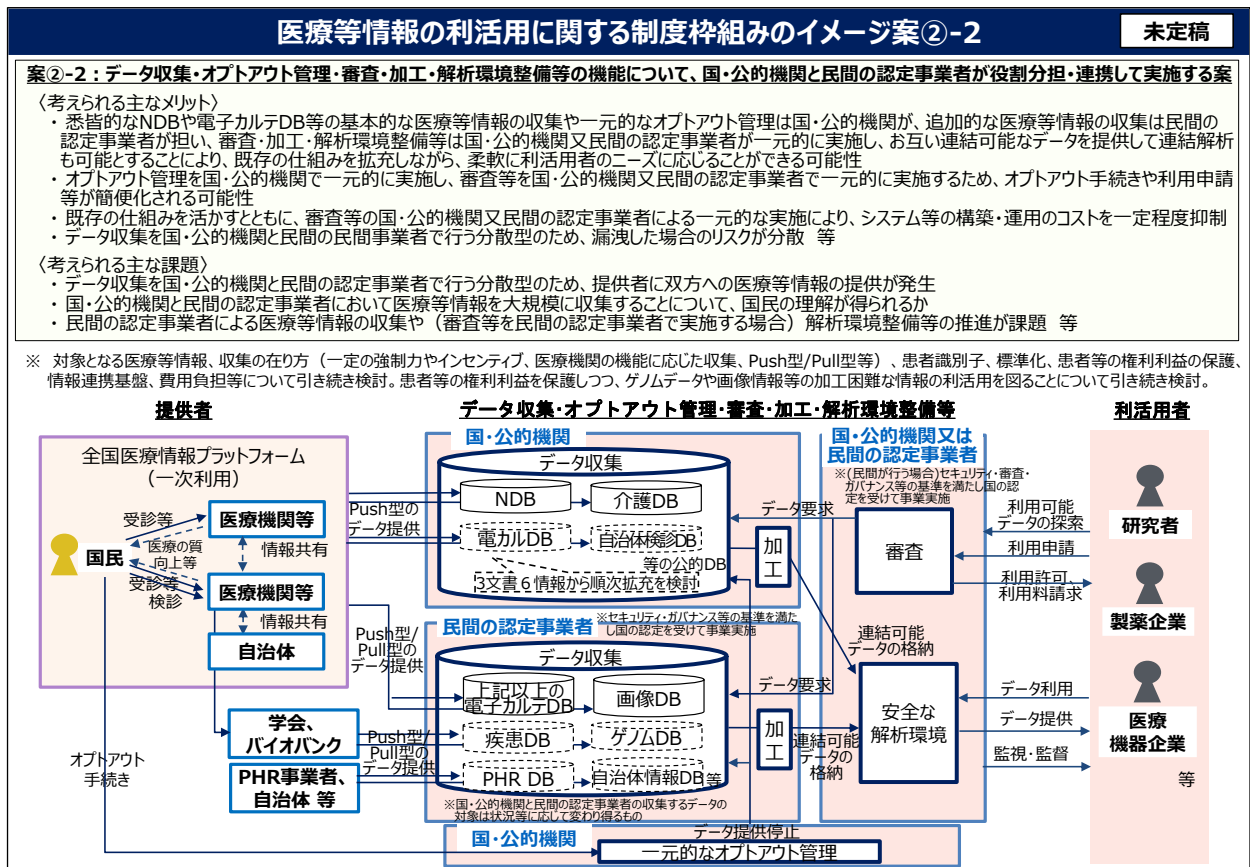 医療等情報の利活用に関する制度枠組みのイメージ案②-2
未定稿
案②-2：データ収集・オプトアウト管理・審査・加工・解析環境整備等の機能について、国・公的機関と民間の認定事業者が役割分担・連携して実施する案
〈考えられる主なメリット〉
・悉皆的なNDBや電子カルテDB等の基本的な医療等情報の収集や一元的なオプトアウト管理は国・公的機関が、追加的な医療等情報の収集は民間の
認定事業者が担い、審査・加工・解析環境整備等は国・公的機関又民間の認定事業者が一元的に実施し、お互い連結可能なデータを提供して連結解析
も可能とすることにより、既存の仕組みを拡充しながら、柔軟に利活用者のニーズに応じることができる可能性
・オプトアウト管理を国・公的機関で一元的に実施し、審査等を国・公的機関又民間の認定事業者で一元的に実施するため、オプトアウト手続きや利用申請
等が簡便化される可能性
・既存の仕組みを活かすとともに、審査等の国・公的機関又民間の認定事業者による一元的な実施により、システム等の構築・運用のコストを一定程度抑制
・データ収集を国・公的機関と民間の民間事業者で行う分散型のため、漏洩した場合のリスクが分散 等
〈考えられる主な課題〉
・データ収集を国・公的機関と民間の認定事業者で行う分散型のため、提供者に双方への医療等情報の提供が発生
・国・公的機関と民間の認定事業者において医療等情報を大規模に収集することについて、国民の理解が得られるか
・民間の認定事業者による医療等情報の収集や（審査等を民間の認定事業者で実施する場合）解析環境整備等の推進が課題 等
※ 対象となる医療等情報、収集の在り方（一定の強制力やインセンティブ、医療機関の機能に応じた収集、Push型/Pull型等）、患者識別子、標準化、患者等の権利利益の保護、
情報連携基盤、費用負担等について引き続き検討。患者等の権利利益を保護しつつ、ゲノムデータや画像情報等の加工困難な情報の利活用を図ることについて引き続き検討。
提供者
データ収集・オプトアウト管理・審査・加工・解析環境整備等
利活用者
全国医療情報プラットフォーム
（一次利用）
受診等
医療機関等
国民
医療の質
向上等
情報共有
受診等
検診
医療機関等
情報共有
自治体
学会、
バイオバンク
PHR事業者、
自治体 等
オプトアウト
手続き
Push型の
データ提供
Push型/
Pull型の
データ提供
Push型/
Pull型の
データ提供
国・公的機関
データ収集
NDB
介護DB
電カルDB
自治体検診DB
等の公的DB
3文書６情報から順次拡充を検討
加
工
データ要求
民間の認定事業者
※セキュリティ・ガバナンス等の基準を満た
し国の認定を受けて事業実施
データ収集
上記以上の
電子カルテDB
画像DB
疾患DB
ゲノムDB
PHR DB
自治体情報DB
等
※国・公的機関と民間の認定事業者の収集するデータの
対象は状況等に応じて変わり得るもの
データ要求
加
工
連結可能
データの格納
連結可能
データの
格納
国・公的機関又は
民間の認定事業者
※(民間が行う場合)セキュリティ・審査・
ガバナンス等の基準を満たし国の認
定を受けて事業実施
審査
安全な
解析環境
利用可能
データの探索
利用申請
利用許可、
利用料請求
データ利用
データ提供
監視・監督
研究者
製薬企業
医療
機器企業
等
国・公的機関
データ提供停止
一元的なオプトアウト管理